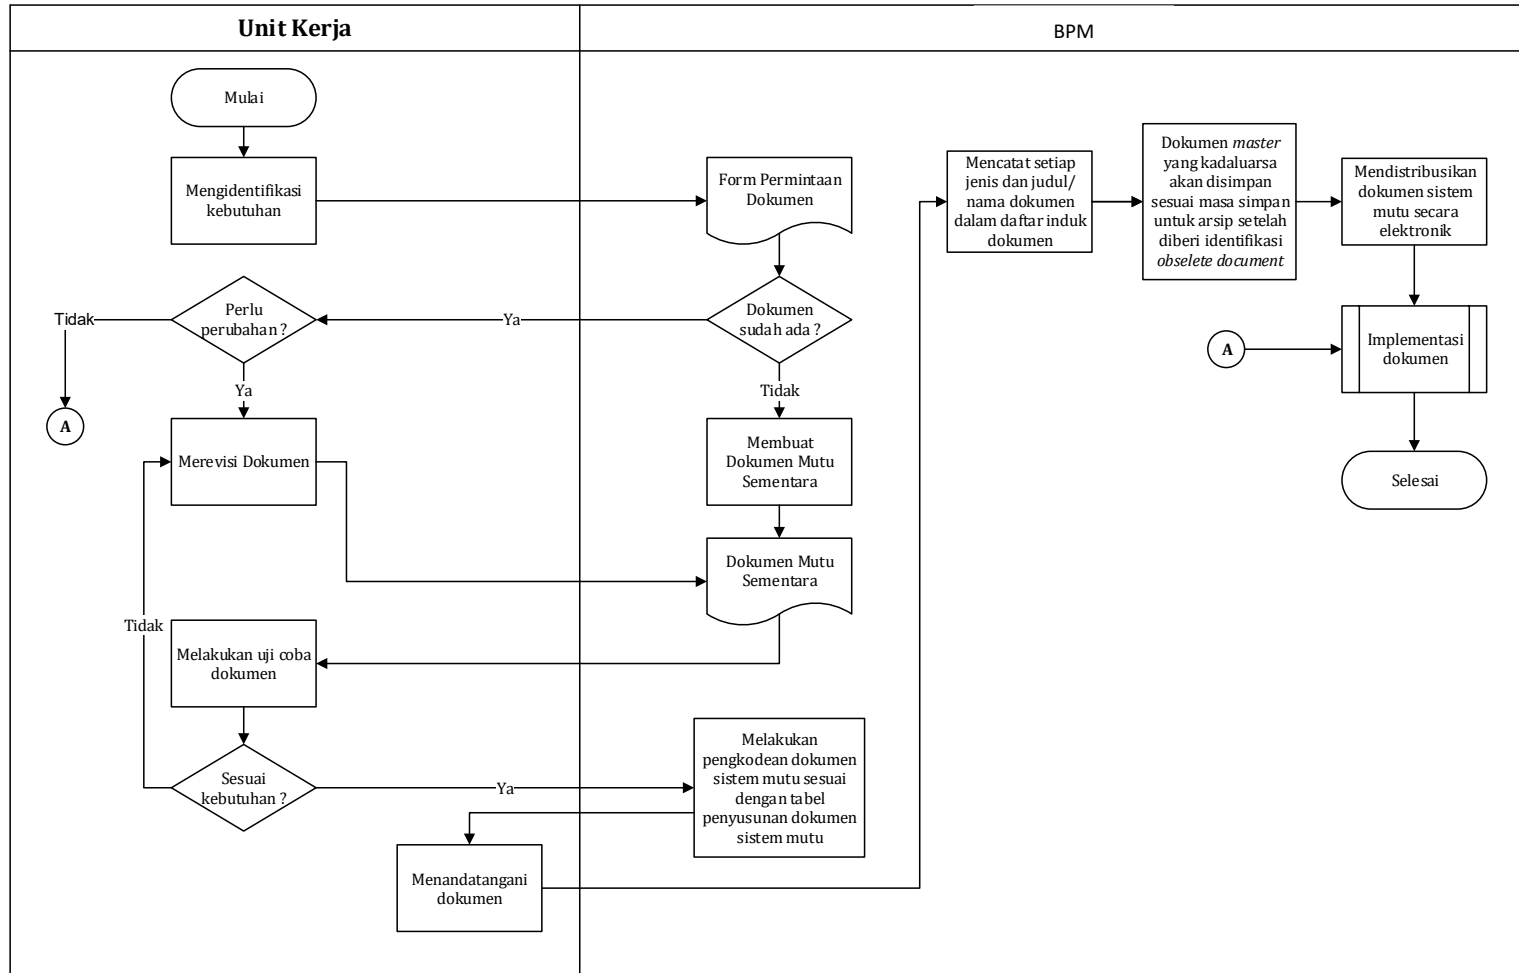 Unit Kerja
BPM
Mulai
Mengidentifikasi
kebutuhan
Form Permintaan
Dokumen
Mencatat setiap
jenis dan judul/
nama dokumen
dalam daftar induk
dokumen
Dokumen master
yang kadaluarsa
akan disimpan
sesuai masa simpan
untuk arsip setelah
diberi identifikasi
obselete document
Mendistribusikan
dokumen sistem
mutu secara
elektronik
Perlu
perubahan ?
Tidak
Ya
Dokumen
sudah ada ?
Ya
Tidak
A
A
Implementasi
dokumen
Merevisi Dokumen
Membuat
Dokumen Mutu
Sementara
Selesai
Dokumen Mutu
Sementara
Tidak
Melakukan uji coba
dokumen
Sesuai
kebutuhan ?
Ya
Melakukan
pengkodean dokumen
sistem mutu sesuai
dengan tabel
penyusunan dokumen
sistem mutu
Menandatangani
dokumen